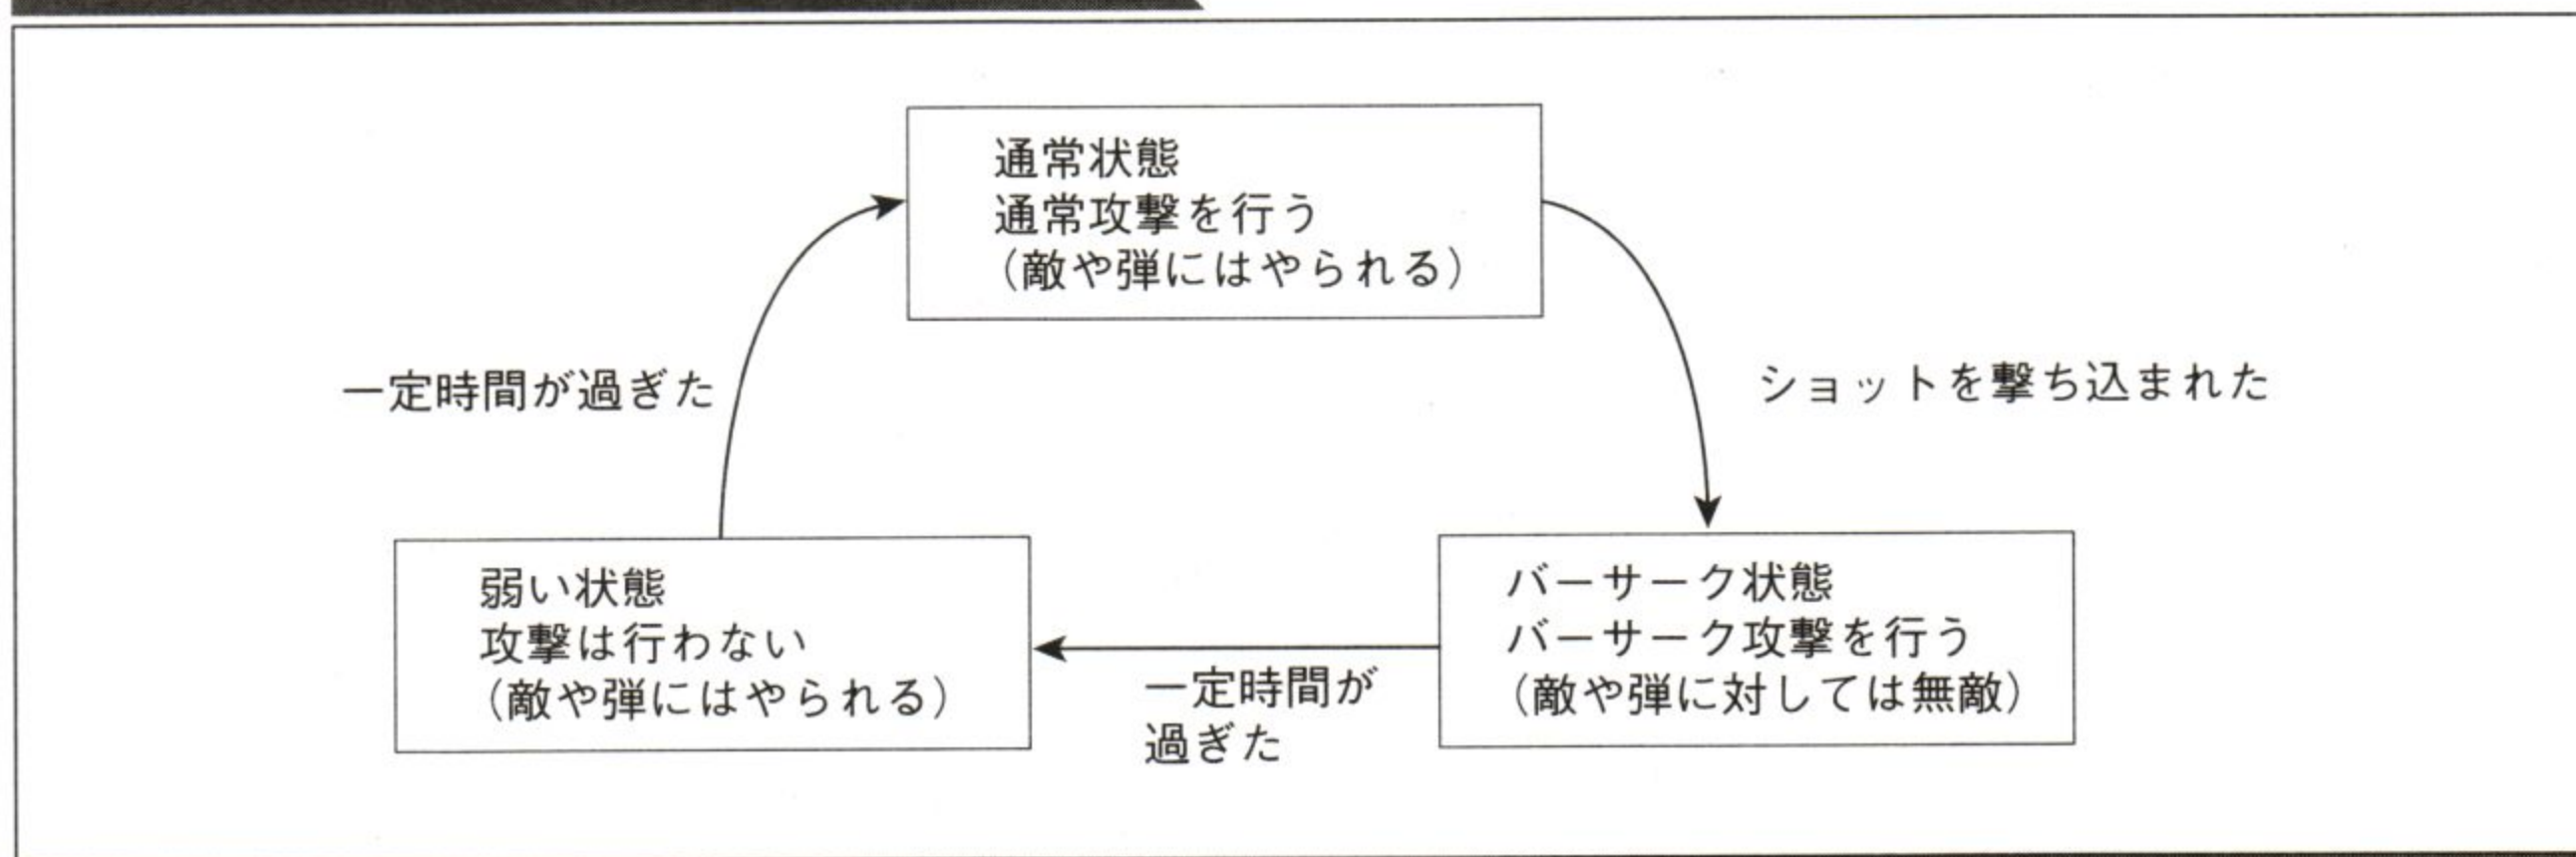 通常状態
通常攻撃を行う
（敵や弾にはやられる）
一定時間が過ぎた
ショットを撃ち込まれた
弱い状態
攻撃は行わない
（敵や弾にはやられる）
一定時間が
過ぎた
バーサーク状態
バーサーク攻撃を行う
（敵や弾に対しては無敵）